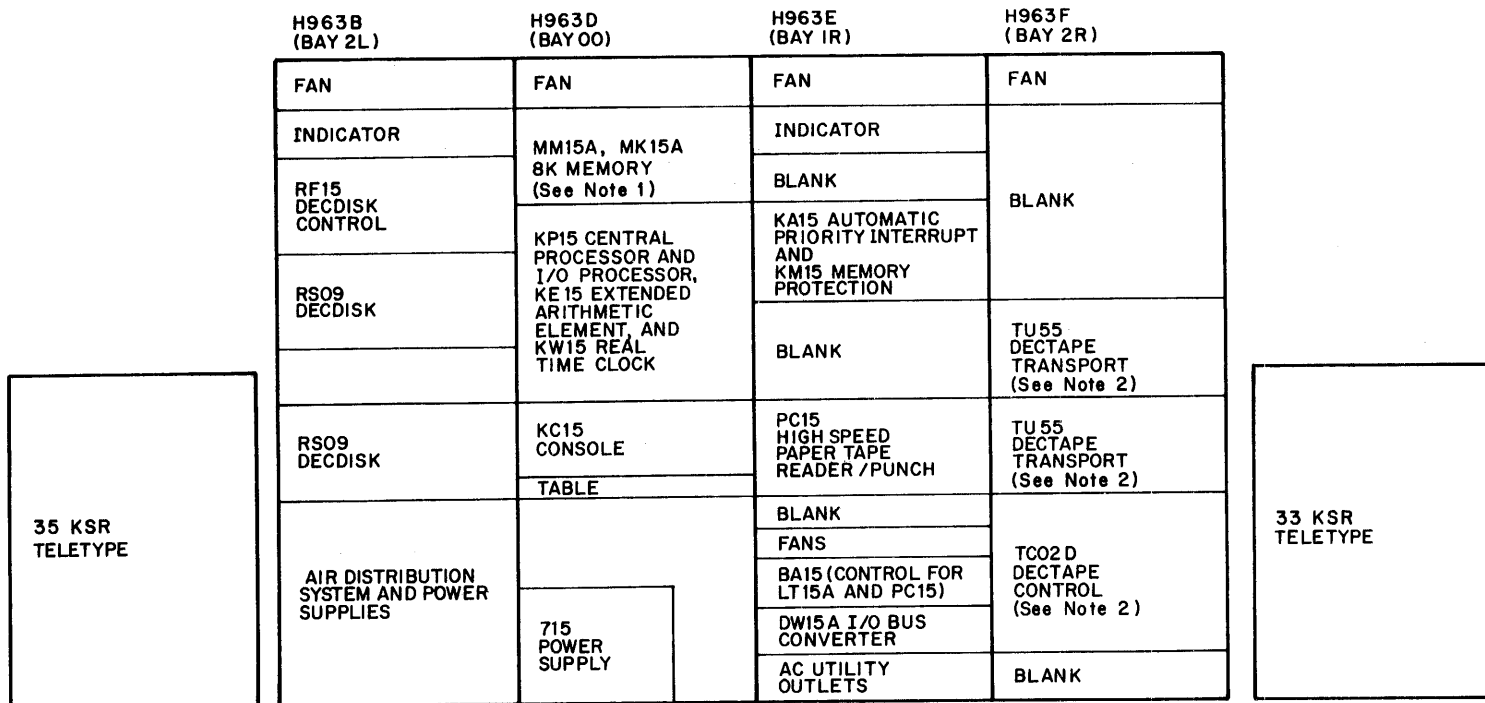 H963B
(BAY 2L)
H963D
(BAY 00)
H963E
(BAY 1R)
H963F
(BAY 2R)
FAN
INDICATOR
RF15
DECDISK
CONTROL
RS09
DECDISK
RS09
DECDISK
AIR DISTRIBUTION
SYSTEM AND POWER
SUPPLIES
FAN
MM15A, MK15A
8K MEMORY
(See Note 1)
KP15 CENTRAL
PROCESSOR AND
I/O PROCESSOR,
KE15 EXTENDED
ARITHMETIC
ELEMENT, AND
KW15 REAL
TIME CLOCK
KC15
CONSOLE
TABLE
715
POWER
SUPPLY
FAN
INDICATOR
BLANK
KA15 AUTOMATIC
PRIORITY INTERRUPT
AND
KM15 MEMORY
PROTECTION
BLANK
PC15
HIGH SPEED
PAPER TAPE
READER/PUNCH
BLANK
FANS
BA15 (CONTROL FOR
LT15A AND PC15)
DW15A I/O BUS
CONVERTER
AC UTILITY
OUTLETS
FAN
BLANK
TU55
DECTAPE
TRANSPORT
(See Note 2)
TU55
DECTAPE
TRANSPORT
(See Note 2)
TC02D
DECTAPE
CONTROL
(See Note 2)
BLANK
35 KSR
TELETYPE
33 KSR
TELETYPE